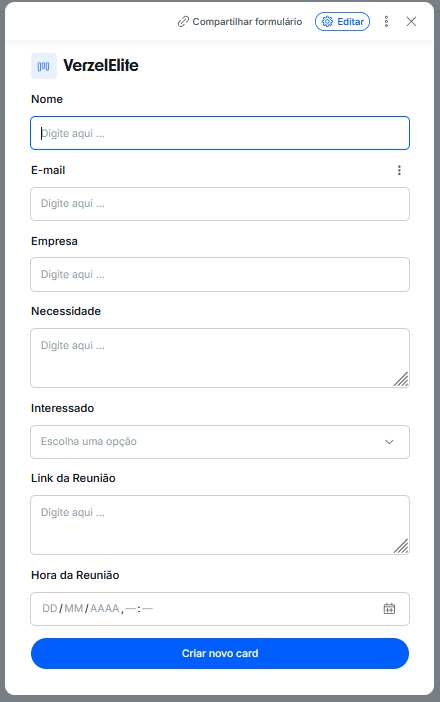 Compartilhar formulário Editar
VerzelElite
Nome
Digite aqui ...
E-mail
Digite aqui ...
Empresa
Digite aqui ...
Necessidade
Digite aqui ...
Interessado
Escolha uma opção
Link da Reunião
Digite aqui ...
Hora da Reunião
DD/MM/AAAA,—:—
Criar novo card